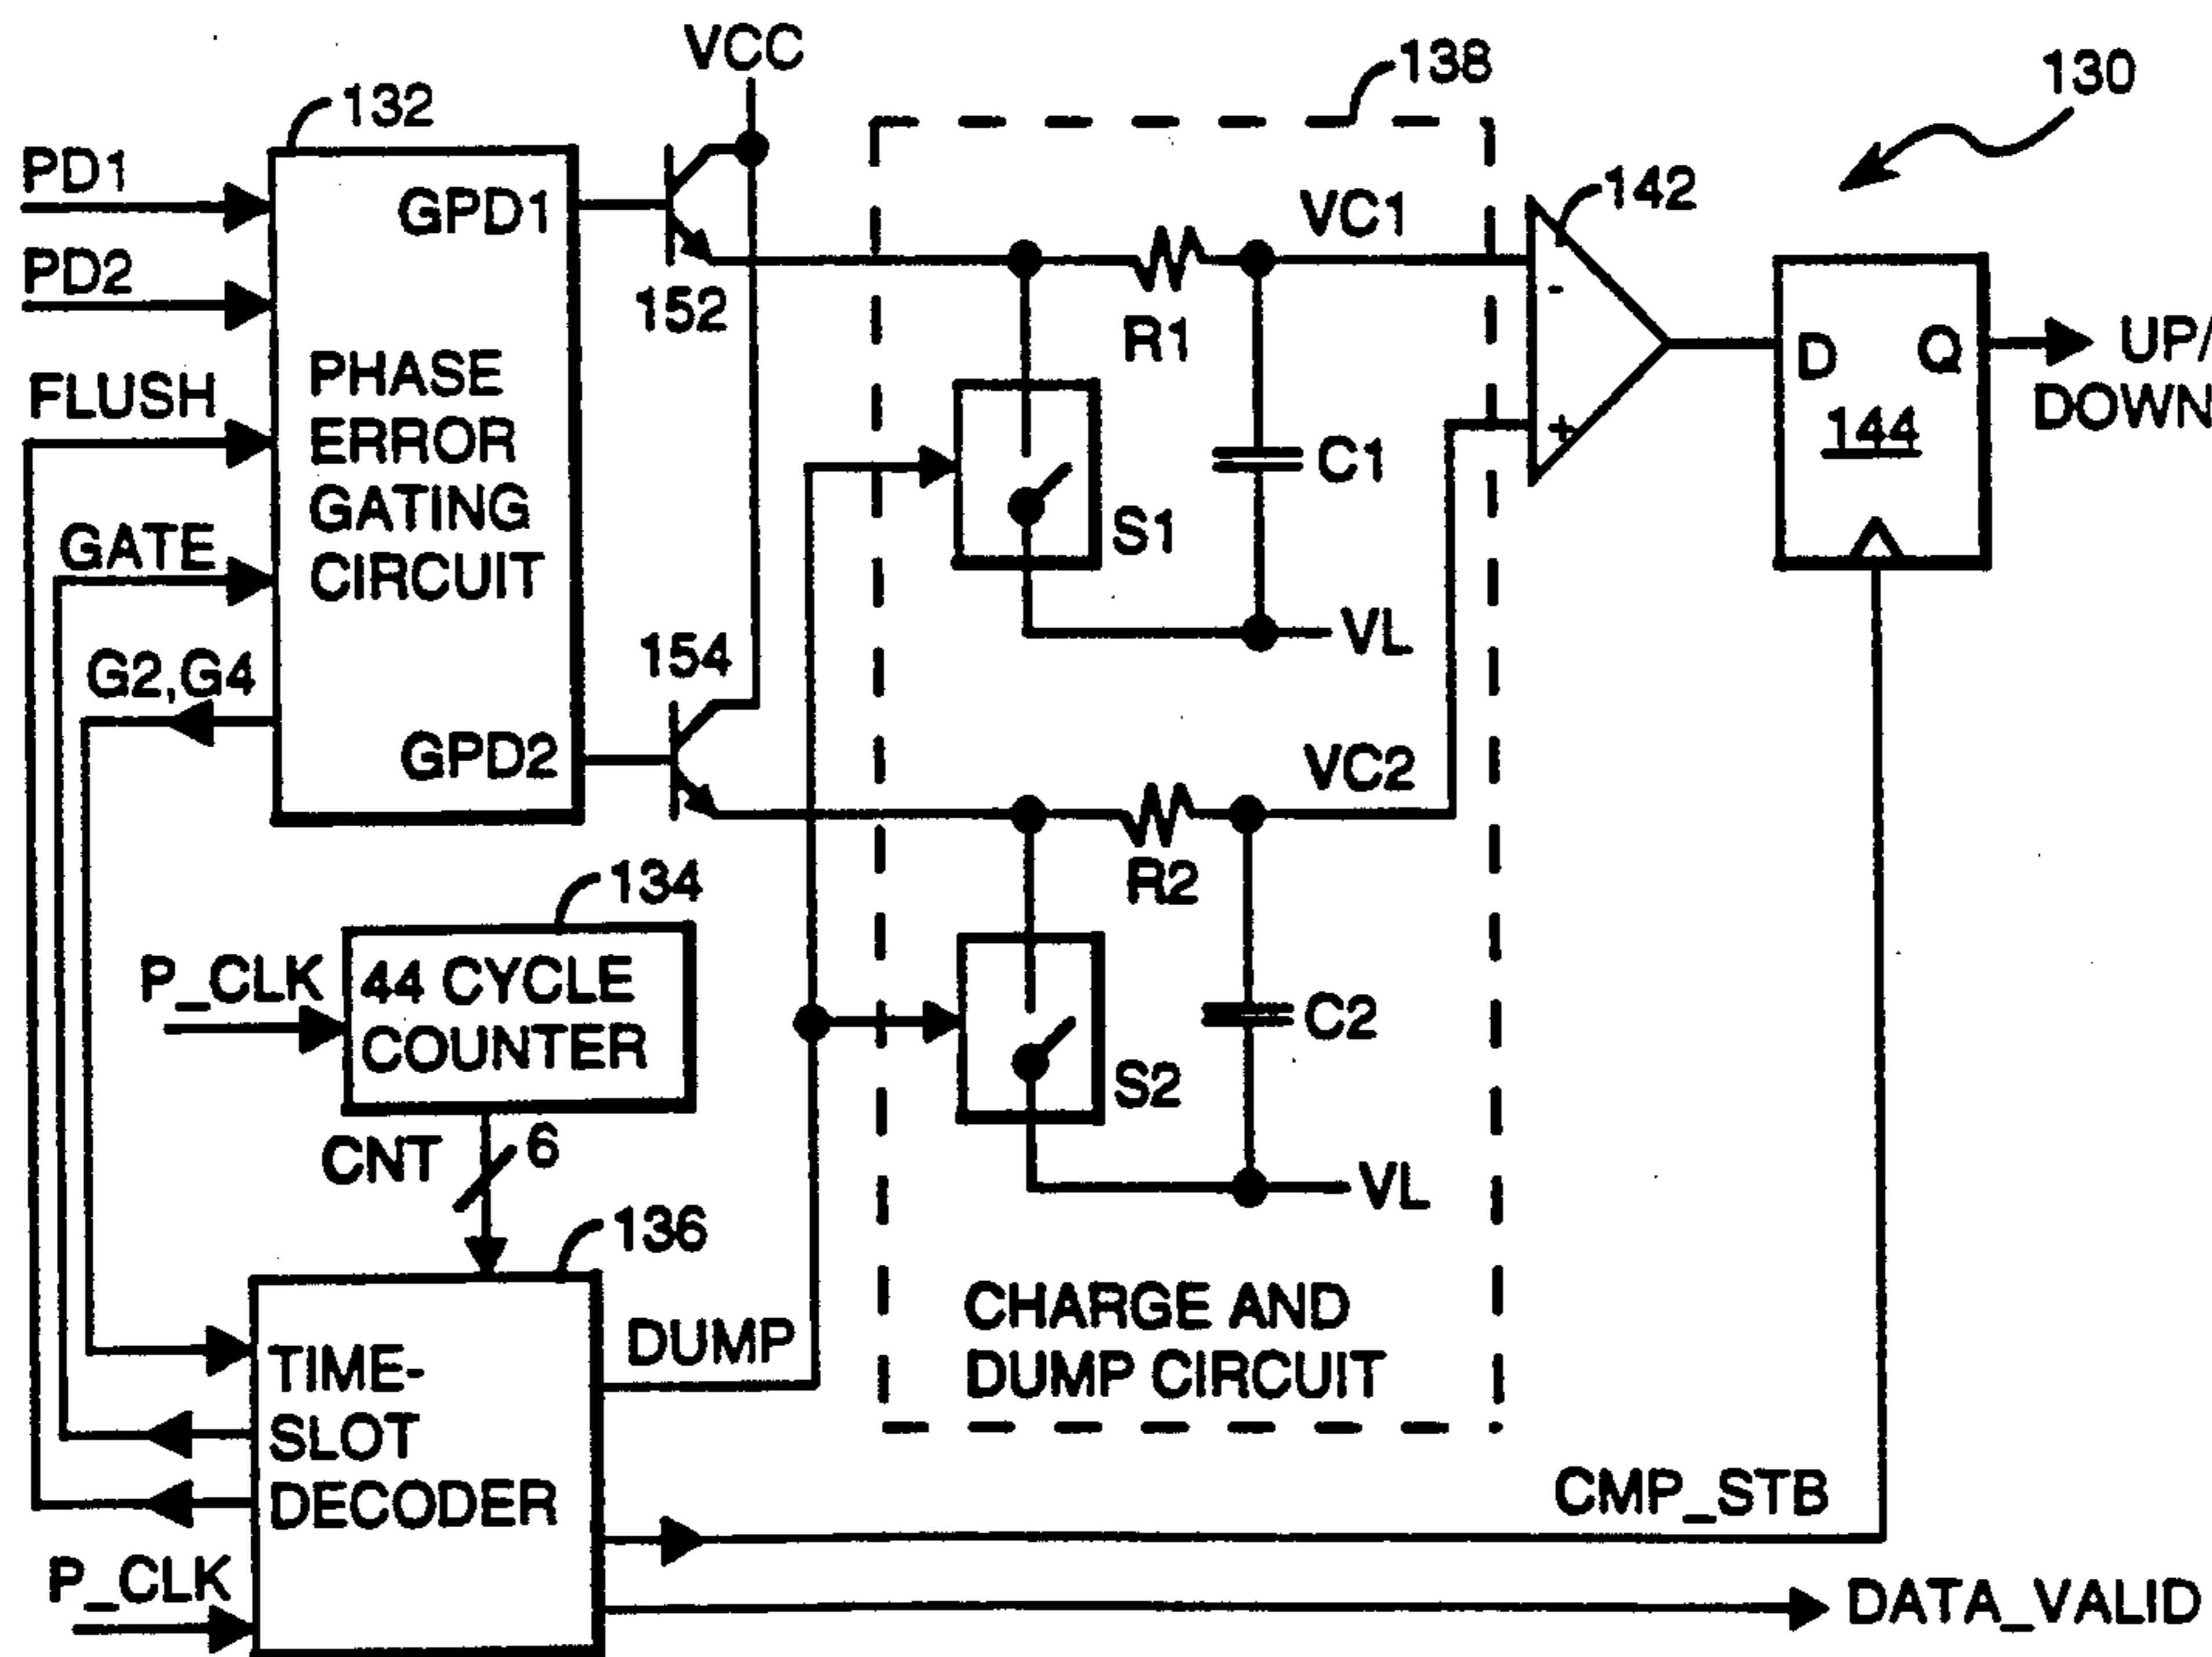 VCC
138
130
132
PD1
GPD1
142
VC1
PD2
152
R1
-
UP/
DOWN
D
Q
144
FLUSH
PHASE
ERROR
GATING
CIRCUIT
+
C1
S1
GATE
VL
154
G2,G4
GPD2
VC2
R2
134
P_CLK
44 CYCLE
COUNTER
C2
S2
CNT
6
VL
136
CHARGE AND
DUMP CIRCUIT
DUMP
TIME-
SLOT
DECODER
CMP_STB
P_CLK
DATA_VALID